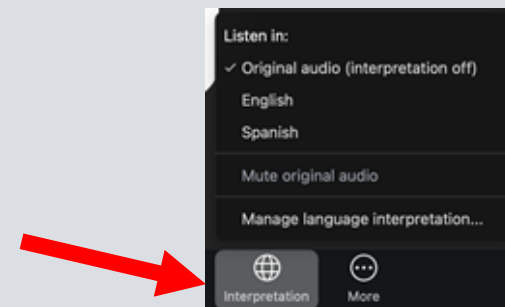 Listen in:
✓ Original audio (interpretation off)
English
Spanish
Mute original audio
Manage language interpretation...
Interpretation
More